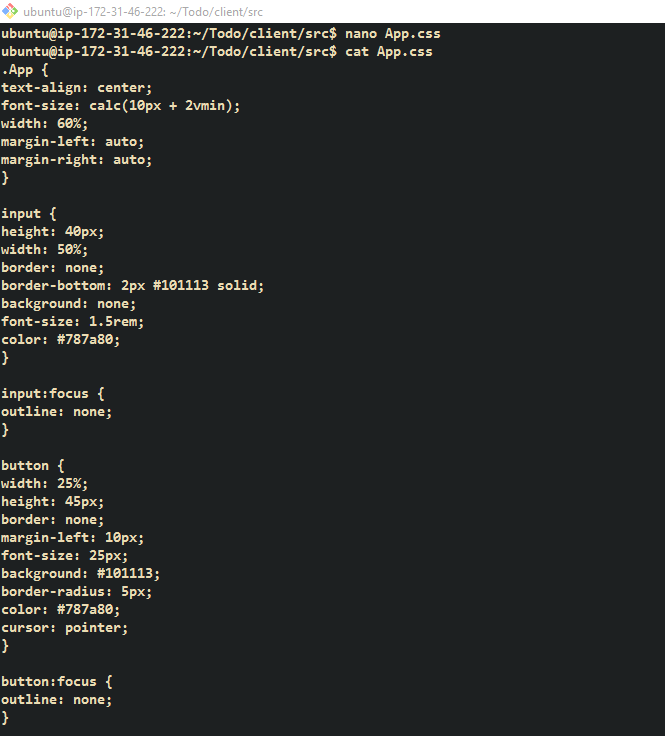 ubuntu@ip-172-31-46-222: ~/Todo/client/src
ubuntu@ip-172-31-46-222:~/Todo/client/src$ nano App.css
ubuntu@ip-172-31-46-222:~/Todo/client/src$ cat App.css
.App {
text-align: center;
font-size: calc(10px + 2vmin);
width: 60%;
margin-left: auto;
margin-right: auto;
}

input {
height: 40px;
width: 50%;
border: none;
border-bottom: 2px #101113 solid;
background: none;
font-size: 1.5rem;
color: #787a80;
}

input:focus {
outline: none;
}

button {
width: 25%;
height: 45px;
border: none;
margin-left: 10px;
font-size: 25px;
background: #101113;
border-radius: 5px;
color: #787a80;
cursor: pointer;
}

button:focus {
outline: none;
}